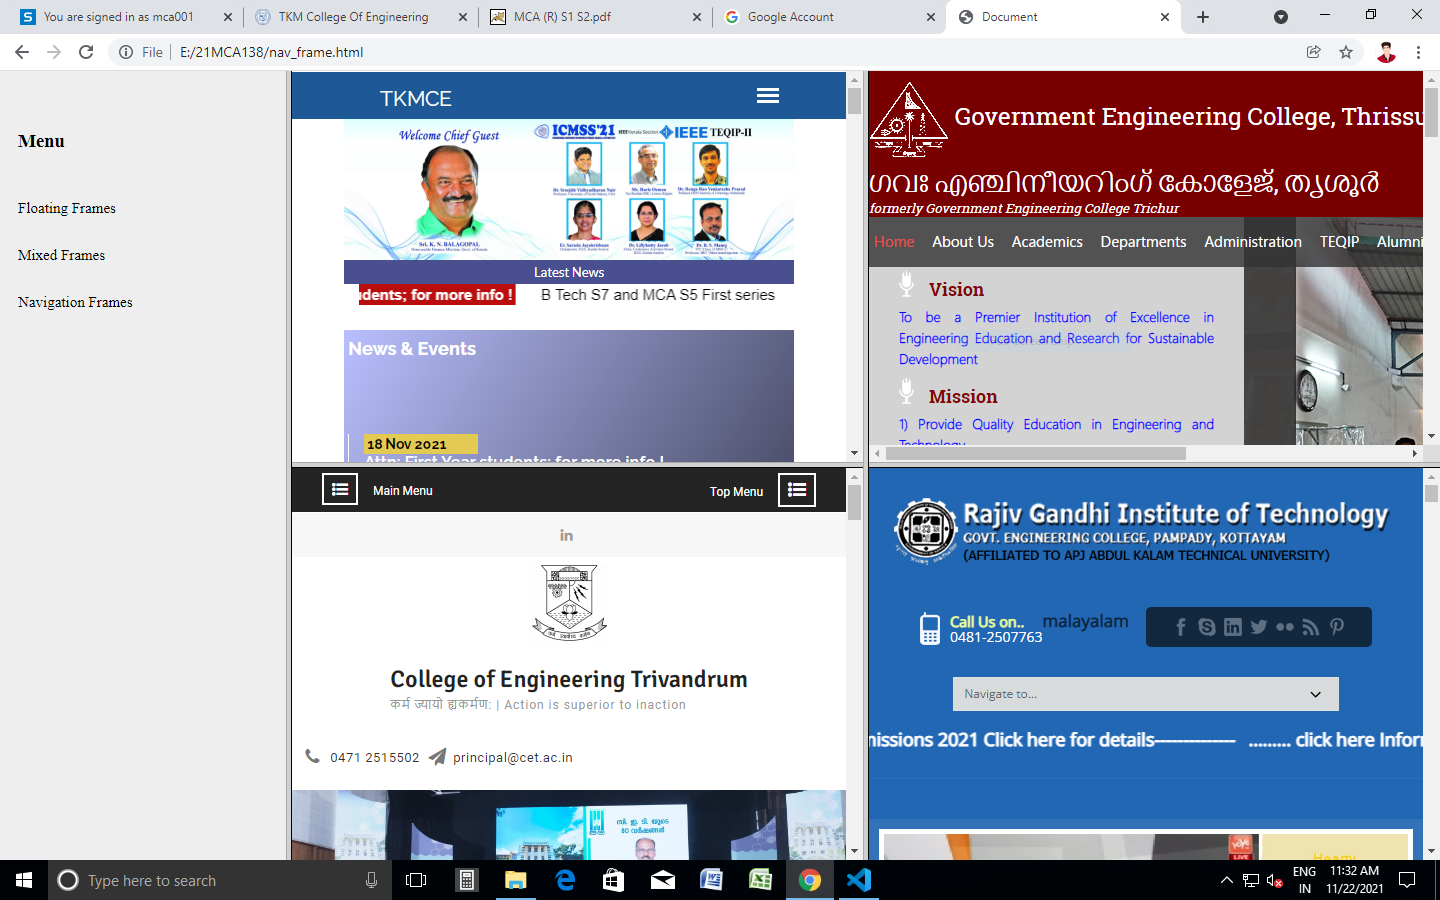 You are signed in as mca001
TKM College Of Engineering
MCA (R) S1 S2.pdf
Google Account
Document
File
E:/21MCA138/nav_frame.html
Menu
Floating Frames
Mixed Frames
Navigation Frames
TKMCE
Welcome Chief Guest
ICMSS'21
IEEE TEQIP-II
Sri. K. N. BALAGOPAL
Latest News
idents; for more info !
B Tech S7 and MCA S5 First series
News & Events
18 Nov 2021
Attn: First Year students; for more info !
Government Engineering College, Thrissu
ഗവഃ എഞ്ചിനീയറിംഗ് കോളേജ്, തൃശൂർ
formerly Government Engineering College Trichur
Home
About Us
Academics
Departments
Administration
TEQIP
Alumni
Vision
To be a Premier Institution of Excellence in
Engineering Education and Research for Sustainable
Development
Mission
1) Provide Quality Education in Engineering and
Technology
Main Menu
Top Menu
in
College of Engineering Trivandrum
कर्म ज्यायो ह्यकर्मण: | Action is superior to inaction
0471 2515502
principal@cet.ac.in
സി. ഇ. ടി. യുടെ
80 വർഷങ്ങൾ
Rajiv Gandhi Institute of Technology
GOVT. ENGINEERING COLLEGE, PAMPADY, KOTTAYAM
(AFFILIATED TO APJ ABDUL KALAM TECHNICAL UNIVERSITY)
Call Us on..
malayalam
0481-2507763
Navigate to...
nissions 2021 Click here for details-------------- ......... click here Inforr
LIVE
Hearty
Type here to search
ENG
IN
11:32 AM
11/22/2021